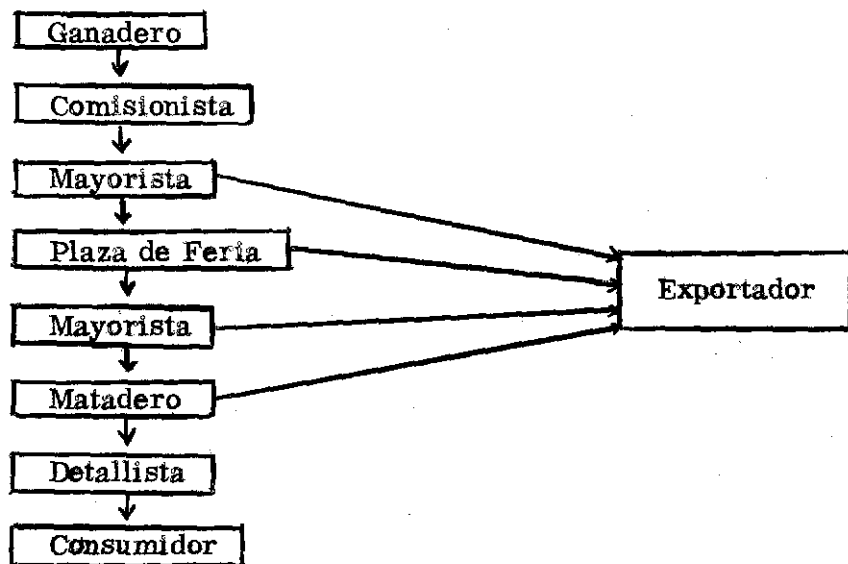 Ganadero
Comisionista
Mayorista
Plaza de Feria
Exportador
Mayorista
Matadero
Detallista
Consumidor